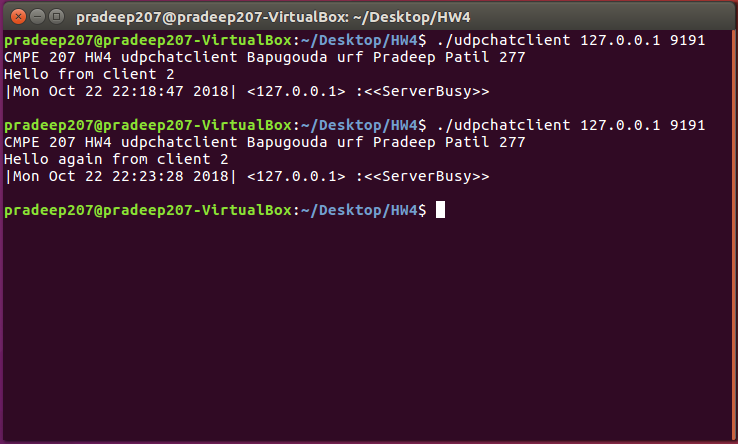 pradeep207@pradeep207-VirtualBox: ~/Desktop/HW4
pradeep207@pradeep207-VirtualBox:~/Desktop/HW4$ ./udpchatclient 127.0.0.1 9191
CMPE 207 HW4 udpchatclient Bapugouda urf Pradeep Patil 277
Hello from client 2
|Mon Oct 22 22:18:47 2018| <127.0.0.1> :<<ServerBusy>>
pradeep207@pradeep207-VirtualBox:~/Desktop/HW4$ ./udpchatclient 127.0.0.1 9191
CMPE 207 HW4 udpchatclient Bapugouda urf Pradeep Patil 277
Hello again from client 2
|Mon Oct 22 22:23:28 2018| <127.0.0.1> :<<ServerBusy>>
pradeep207@pradeep207-VirtualBox:~/Desktop/HW4$